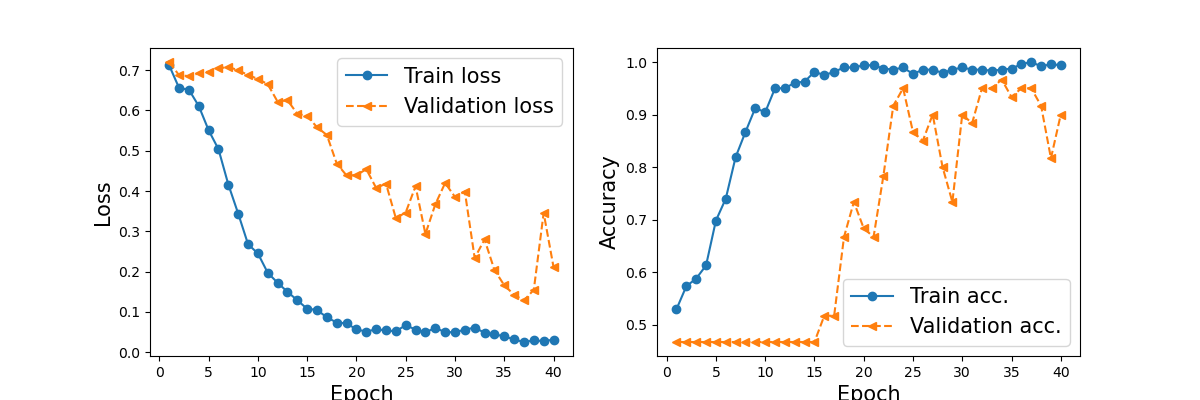 Loss
0.7
0.6
0.5
0.4
0.3
0.2
0.1
0.0
Train loss
Validation loss
0 5 10 15 20 25 30 35 40
Epoch
Accuracy
1.0
0.9
0.8
0.7
0.6
0.5
Train acc.
Validation acc.
0 5 10 15 20 25 30 35 40
Epoch